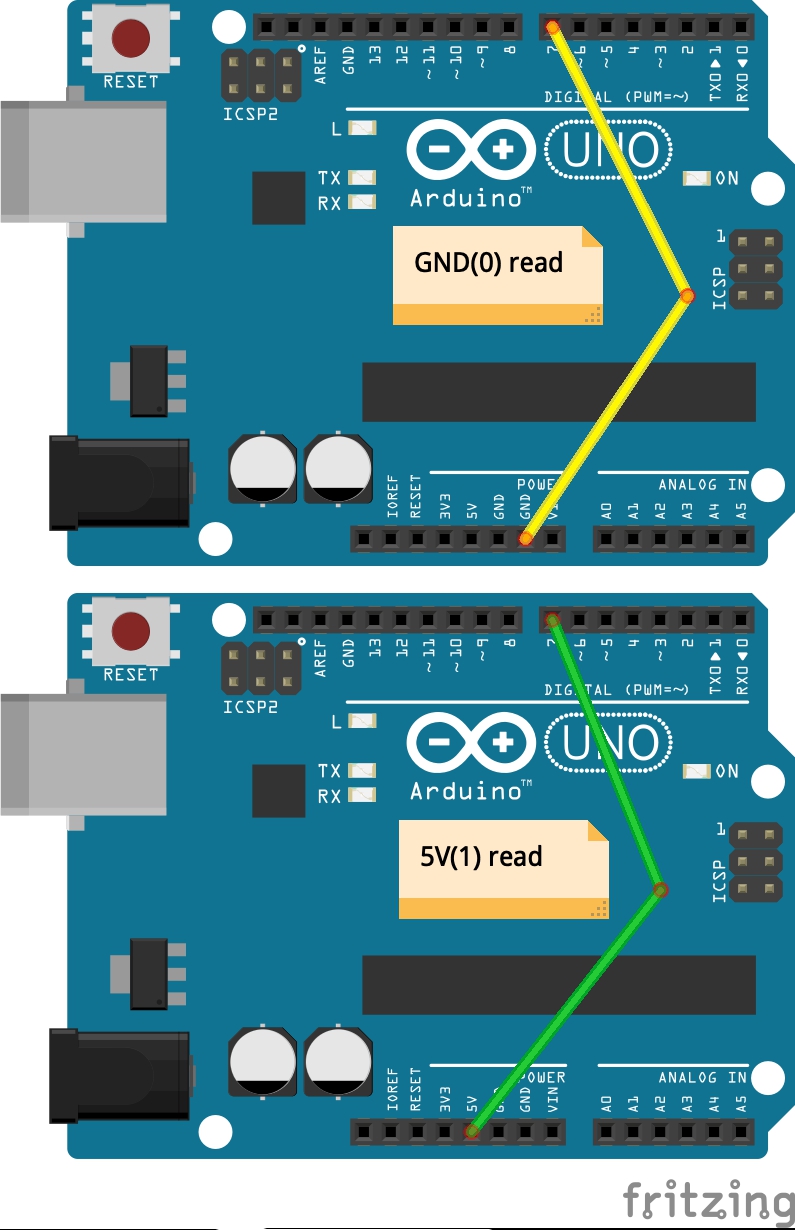 RESET
ICSP2
AREF
GND
13
12
~11
~10
~9
8
7
~6
~5
4
~3
2
TX0▶1
RX0◀0
DIGITAL (PWM=~)
L
TX
RX
UNO
Arduino™
ON
1
ICSP
GND(0) read
POWER
ANALOG IN
IOREF
RESET
3V3
5V
GND
GND
A0
A1
A2
A3
A4
A5
RESET
ICSP2
AREF
GND
13
12
~11
~10
~9
8
7
~6
~5
4
~3
2
TX0▶1
RX0◀0
DIGITAL (PWM=~)
L
TX
RX
UNO
Arduino™
ON
1
ICSP
5V(1) read
POWER
ANALOG IN
IOREF
RESET
3V3
5V
GND
GND
VIN
A0
A1
A2
A3
A4
A5
fritzing